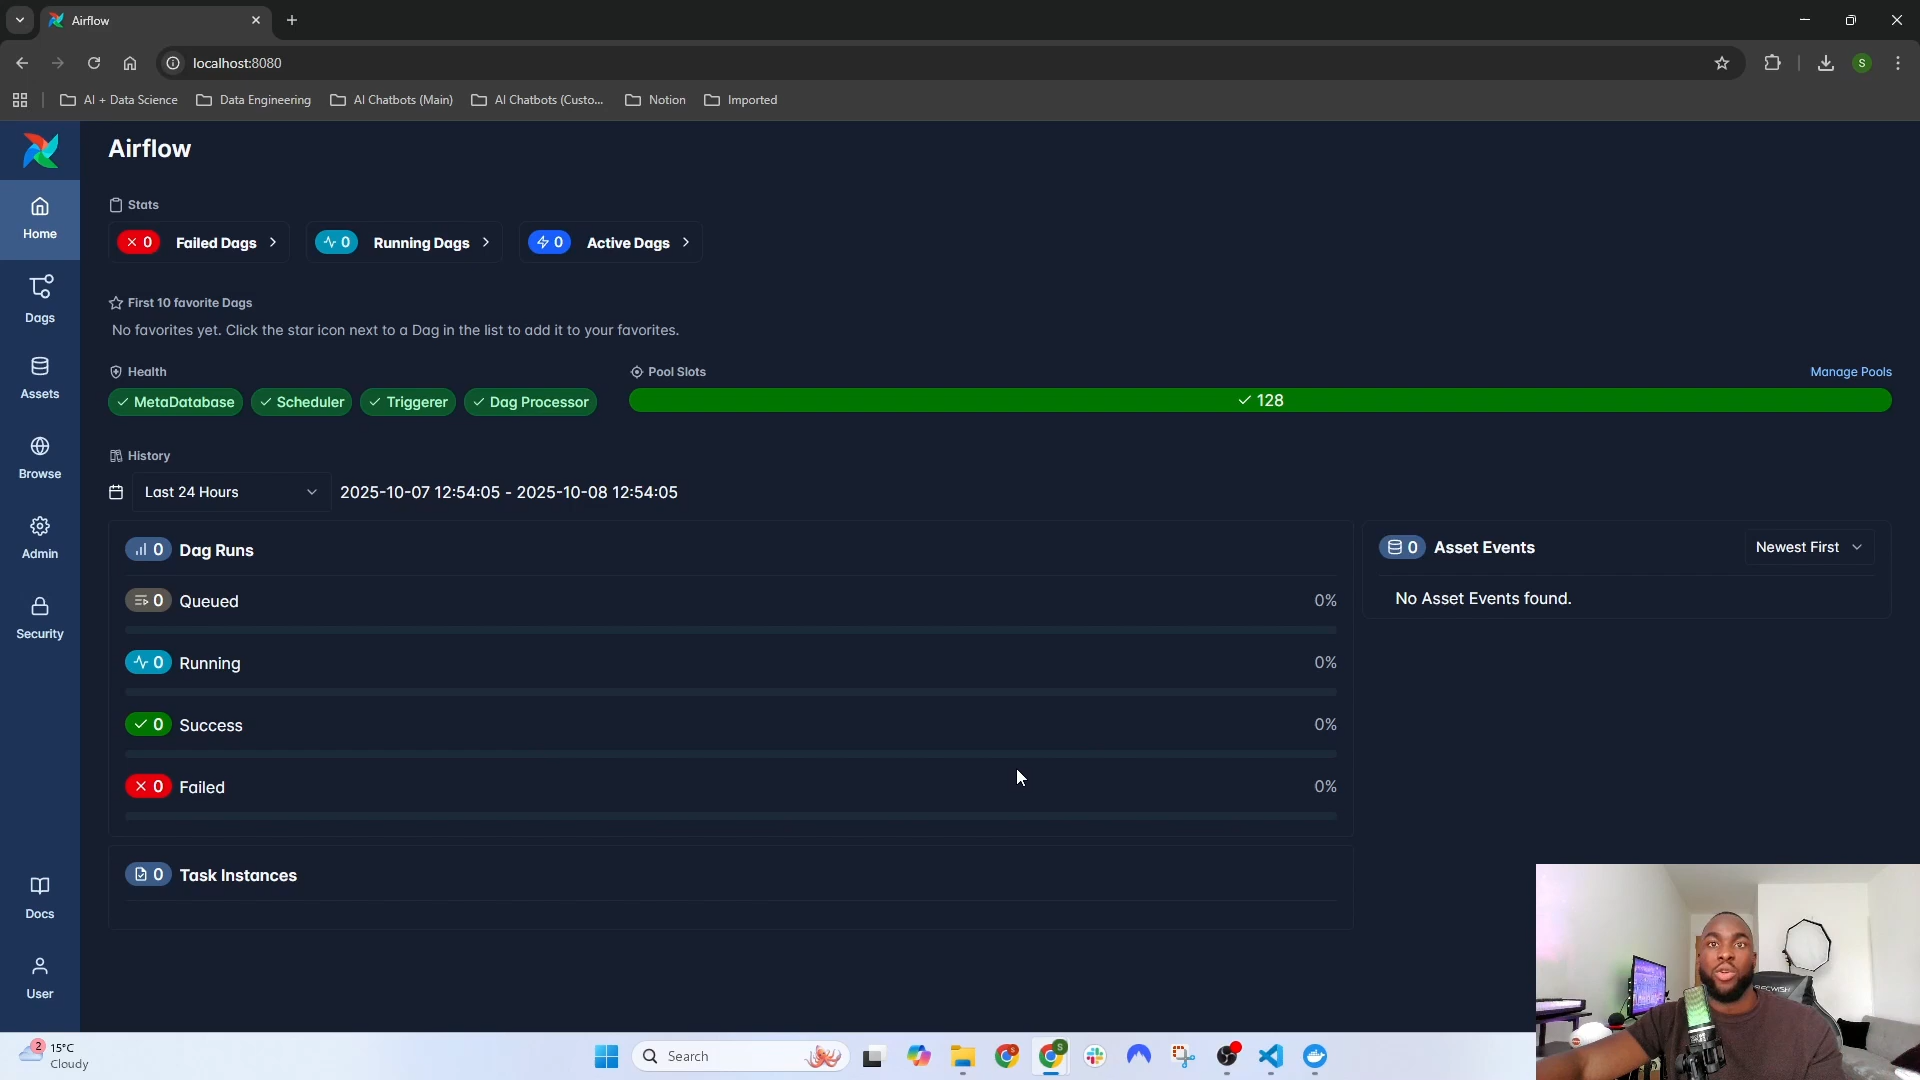 Airflow
localhost:8080
S
AI + Data Science
Data Engineering
AI Chatbots (Main)
AI Chatbots (Custo...
Notion
Imported
Airflow
Home
Dags
Assets
Browse
Admin
Security
Docs
User
Stats
0 Failed Dags
0 Running Dags
0 Active Dags
First 10 favorite Dags
No favorites yet. Click the star icon next to a Dag in the list to add it to your favorites.
Health
MetaDatabase
Scheduler
Triggerer
Dag Processor
Pool Slots
Manage Pools
128
History
Last 24 Hours
2025-10-07 12:54:05 - 2025-10-08 12:54:05
0 Dag Runs
0 Queued 0%
0 Running 0%
0 Success 0%
0 Failed 0%
0 Task Instances
0 Asset Events
Newest First
No Asset Events found.
2
15°C
Cloudy
Search
S
S